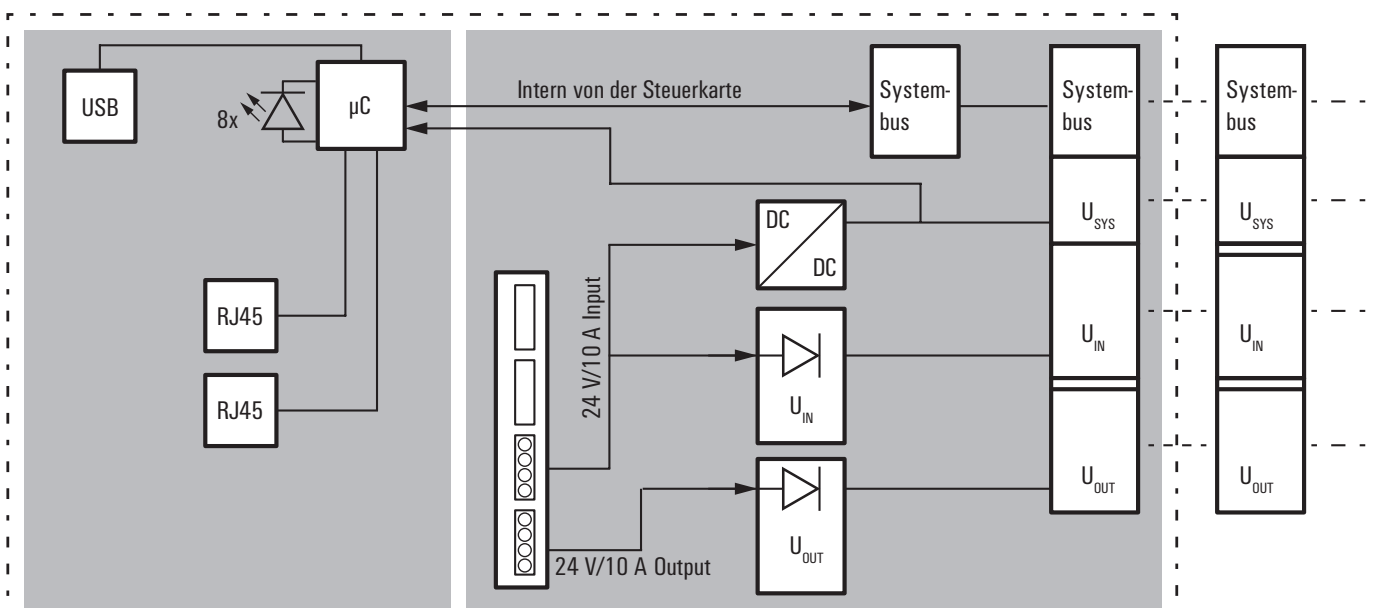 USB
8x
µC
Intern von der Steuerkarte
System-
bus
System-
bus
System-
bus
DC
DC
U_SYS
U_SYS
RJ45
RJ45
24 V/10 A Input
U_IN
U_IN
U_IN
24 V/10 A Output
U_OUT
U_OUT
U_OUT